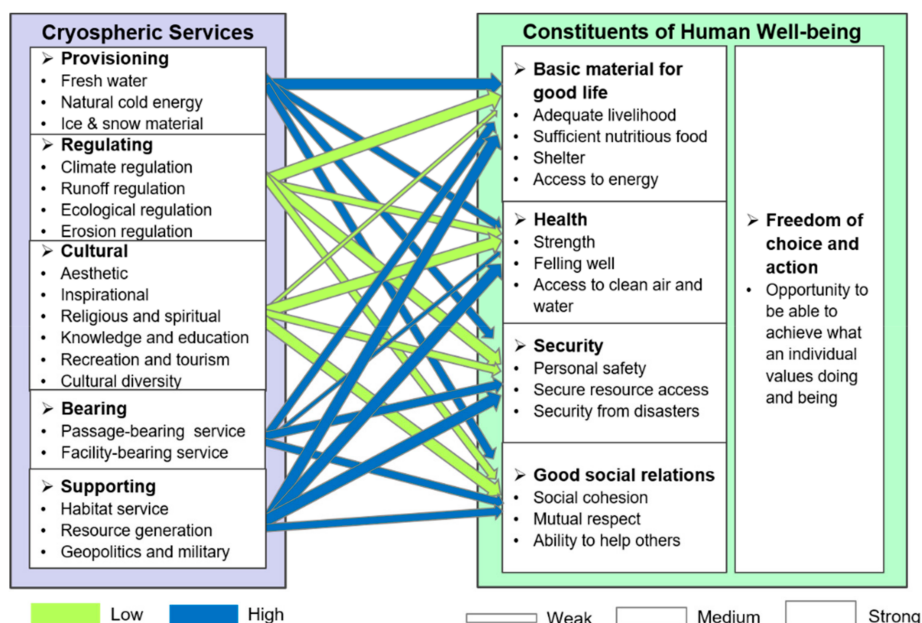 Cryospheric Services
➢ Provisioning
• Fresh water
• Natural cold energy
• Ice & snow material
➢ Regulating
• Climate regulation
• Runoff regulation
• Ecological regulation
• Erosion regulation
➢ Cultural
• Aesthetic
• Inspirational
• Religious and spiritual
• Knowledge and education
• Recreation and tourism
• Cultural diversity
➢ Bearing
• Passage-bearing service
• Facility-bearing service
➢ Supporting
• Habitat service
• Resource generation
• Geopolitics and military
Constituents of Human Well-being
➢ Basic material for
good life
• Adequate livelihood
• Sufficient nutritious food
• Shelter
• Access to energy
➢ Health
• Strength
• Felling well
• Access to clean air and
water
➢ Security
• Personal safety
• Secure resource access
• Security from disasters
➢ Good social relations
• Social cohesion
• Mutual respect
• Ability to help others
➢ Freedom of
choice and
action
• Opportunity to
be able to
achieve what
an individual
values doing
and being
Low High Weak Medium Strong